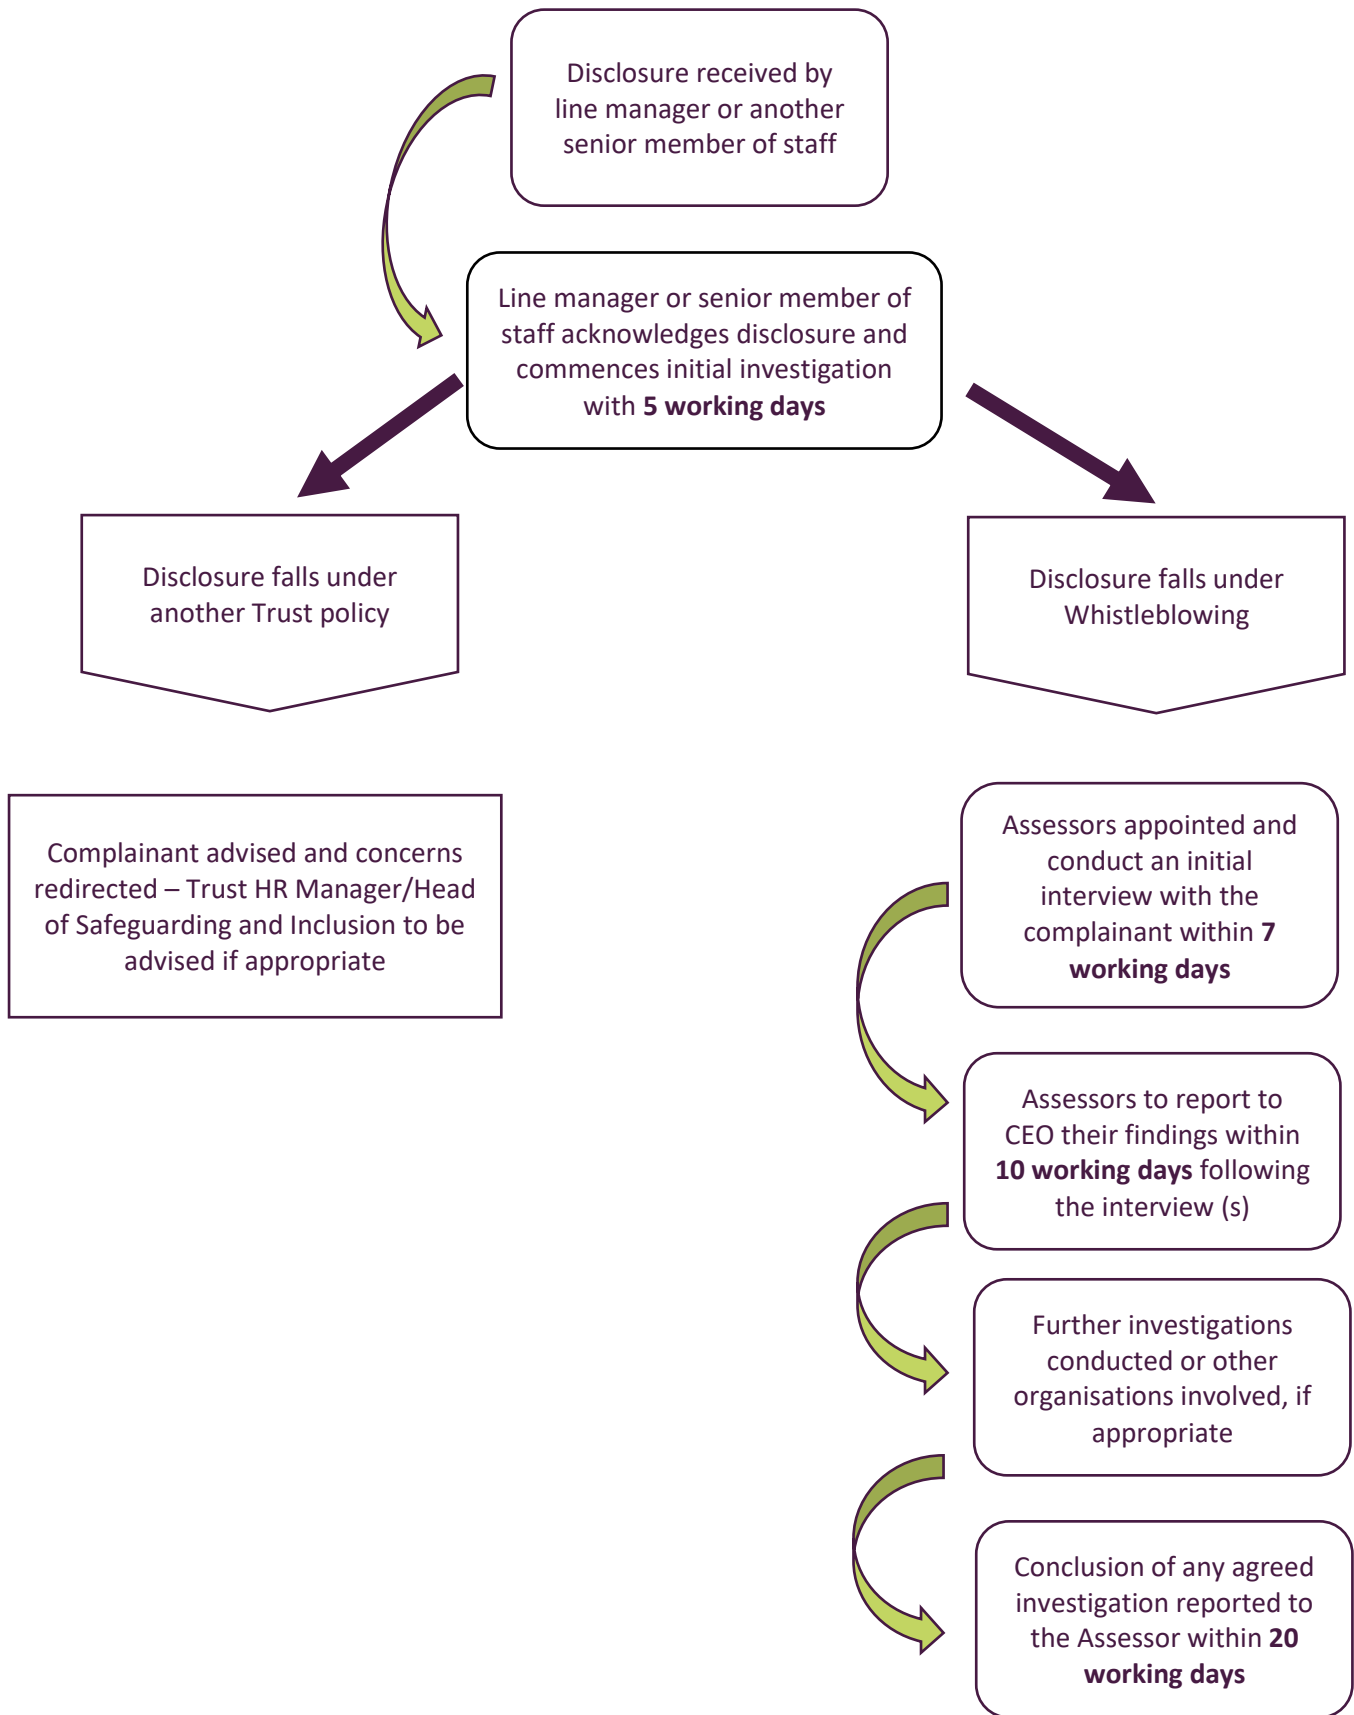 Disclosure received by
line manager or another
senior member of staff
Line manager or senior member of
staff acknowledges disclosure and
commences initial investigation
with 5 working days
Disclosure falls under
another Trust policy
Disclosure falls under
Whistleblowing
Complainant advised and concerns
redirected – Trust HR Manager/Head
of Safeguarding and Inclusion to be
advised if appropriate
Assessors appointed and
conduct an initial
interview with the
complainant within 7
working days
Assessors to report to
CEO their findings within
10 working days following
the interview (s)
Further investigations
conducted or other
organisations involved, if
appropriate
Conclusion of any agreed
investigation reported to
the Assessor within 20
working days